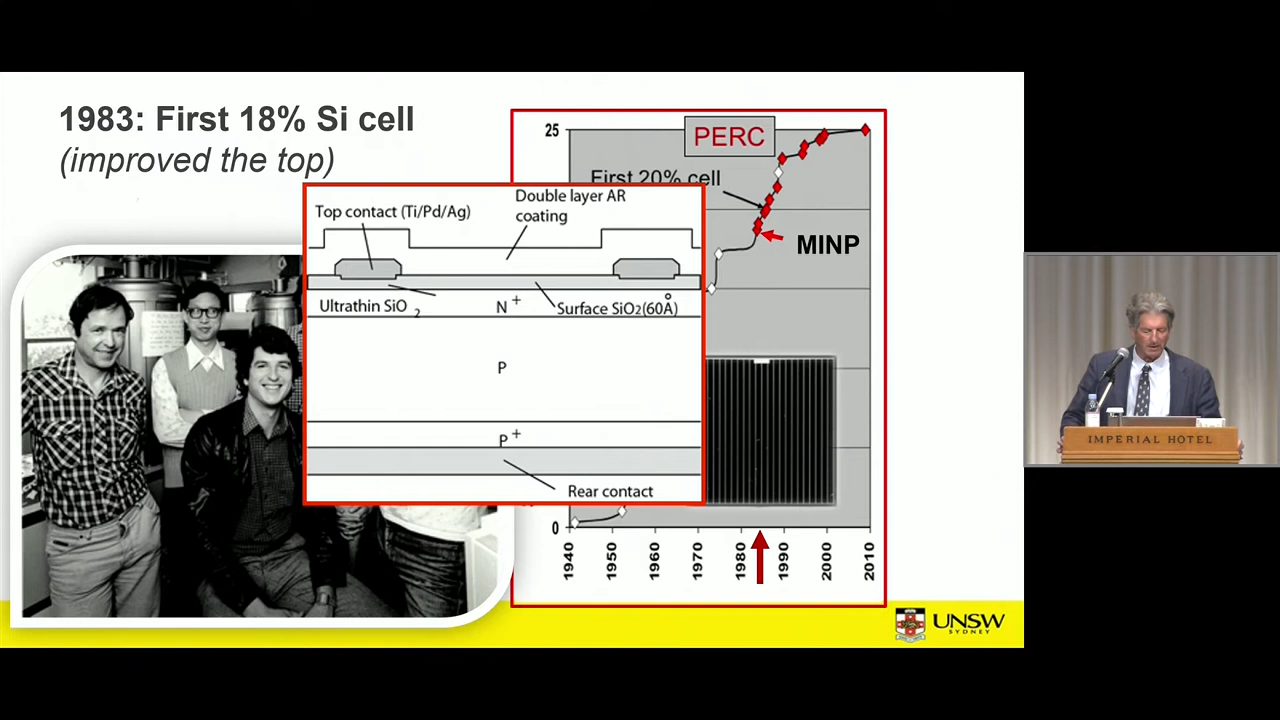 1983: First 18% Si cell
(improved the top)
25
PERC
First 20% cell
MINP
Top contact (Ti/Pd/Ag)
Double layer AR
coating
Ultrathin SiO2
N+
Surface SiO2(60Å)
P
P+
Rear contact
0
1940
1950
1960
1970
1980
1990
2000
2010
UNSW
SYDNEY
IMPERIAL HOTEL